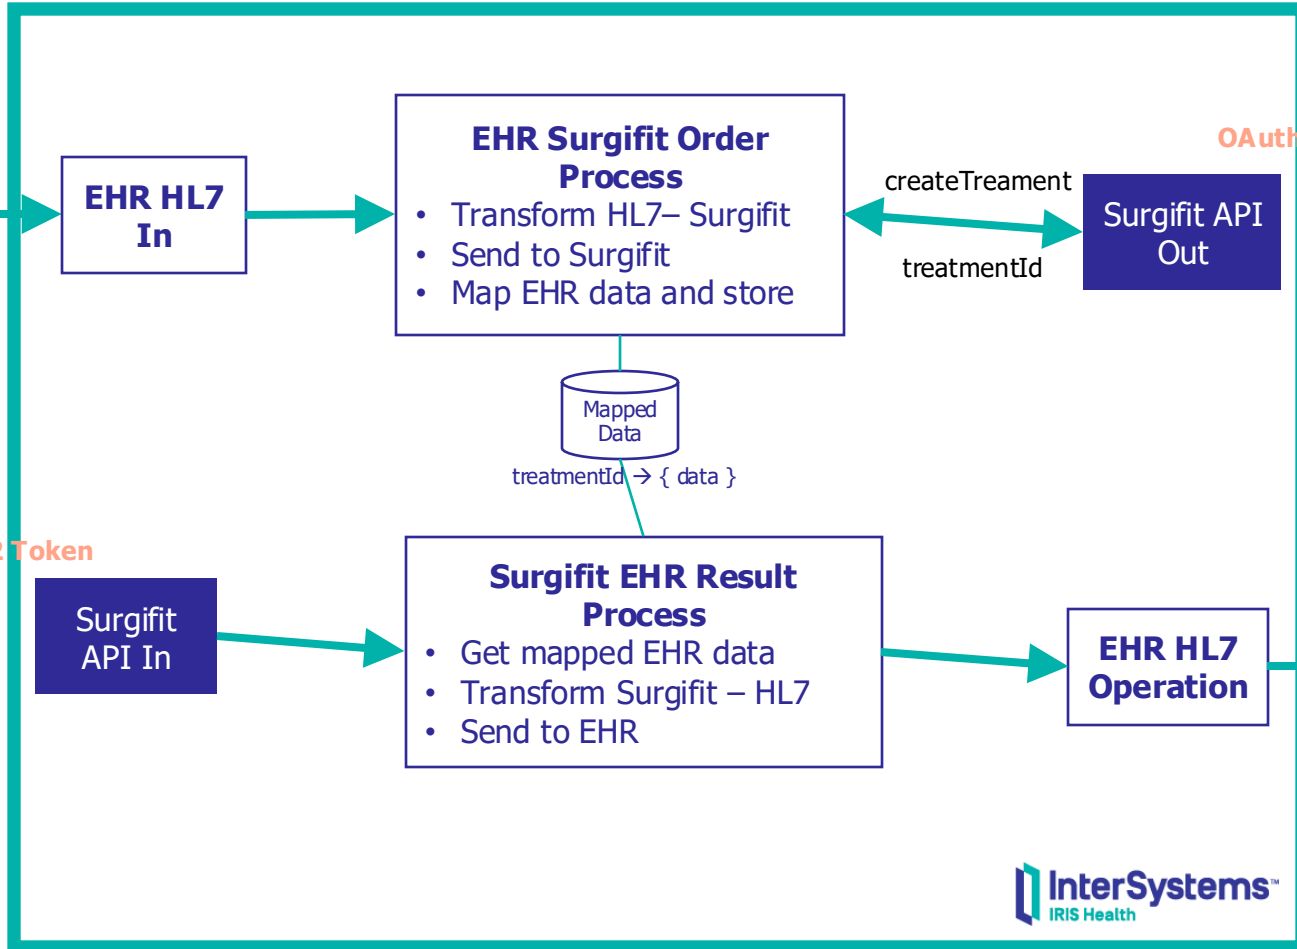 EHR Surgifit Order
Process
• Transform HL7– Surgifit
• Send to Surgifit
• Map EHR data and store
EHR HL7
In
OAuth
createTreament
treatmentId
Surgifit API
Out
Mapped
Data
treatmentId → { data }
2 Token
Surgifit
API In
Surgifit EHR Result
Process
• Get mapped EHR data
• Transform Surgifit – HL7
• Send to EHR
EHR HL7
Operation
InterSystems™
IRIS Health